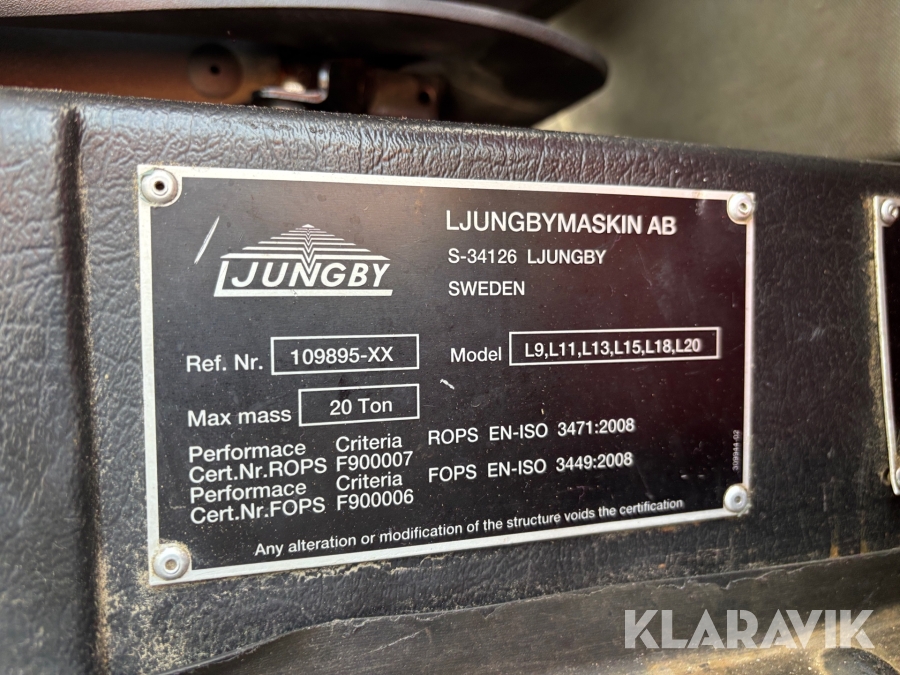 LJUNGBY
LJUNGBYMASKIN AB
S-34126 LJUNGBY
SWEDEN
Ref. Nr. 109895-XX
Model L9,L11,L13,L15,L18,L20
Max mass 20 Ton
Performace Criteria ROPS EN-ISO 3471:2008
Cert.Nr.ROPS F900007
Performace Criteria FOPS EN-ISO 3449:2008
Cert.Nr.FOPS F900006
309944-02
Any alteration or modification of the structure voids the certification
KLARAVIK